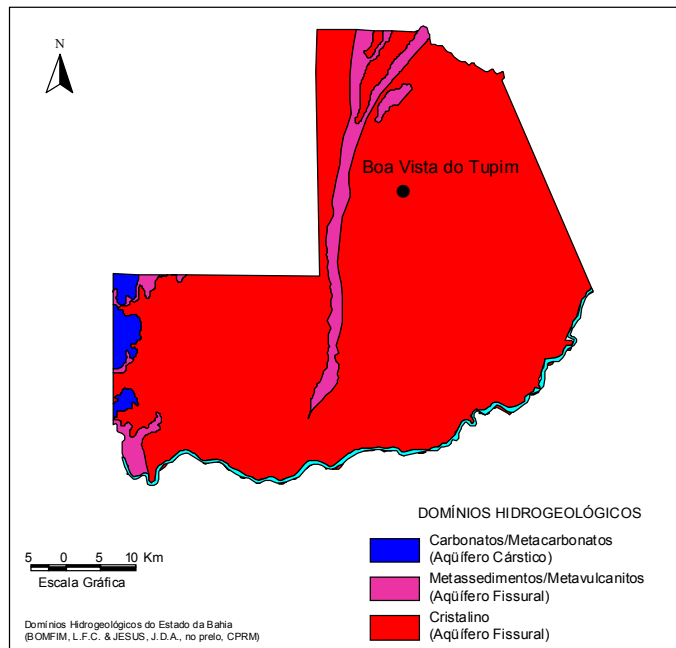 N
Boa Vista do Tupim
DOMÍNIOS HIDROGEOLÓGICOS
Carbonatos/Metacarbonatos
(Aqüífero Cárstico)
Metassedimentos/Metavulcanitos
(Aqüífero Fissural)
Cristalino
(Aqüífero Fissural)
5 0 5 10 Km
Escala Gráfica
Domínios Hidrogeológicos do Estado da Bahia
(BOMFIM, L.F.C. & JESUS, J.D.A., no prelo, CPRM)